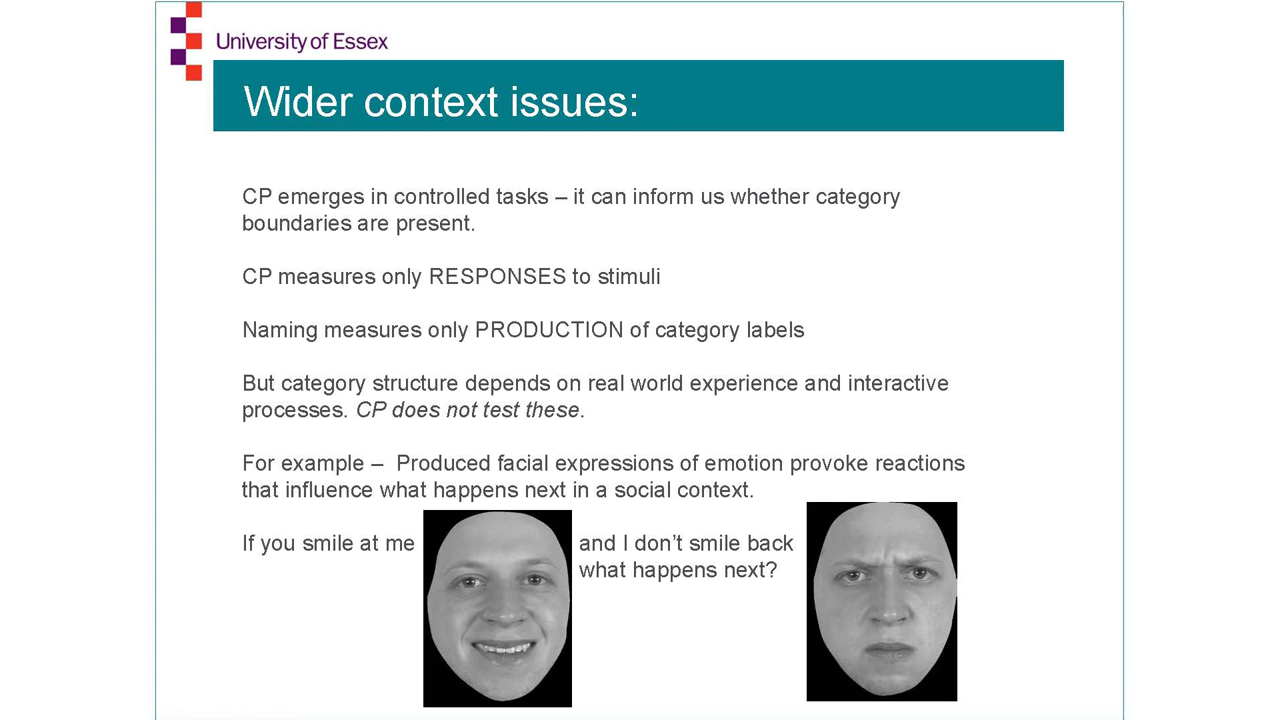 University of Essex
Wider context issues:
CP emerges in controlled tasks – it can inform us whether category
boundaries are present.
CP measures only RESPONSES to stimuli
Naming measures only PRODUCTION of category labels
But category structure depends on real world experience and interactive
processes. CP does not test these.
For example –  Produced facial expressions of emotion provoke reactions
that influence what happens next in a social context.
If you smile at me
and I don't smile back
what happens next?